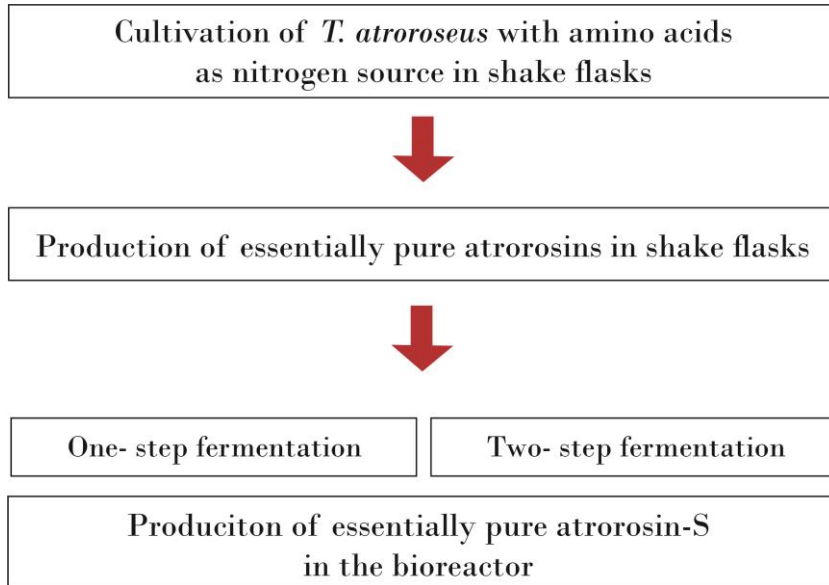 Cultivation of T. atroroseus with amino acids
as nitrogen source in shake flasks
Production of essentially pure atrorosins in shake flasks
One- step fermentation
Two- step fermentation
Produciton of essentially pure atrorosin-S
in the bioreactor